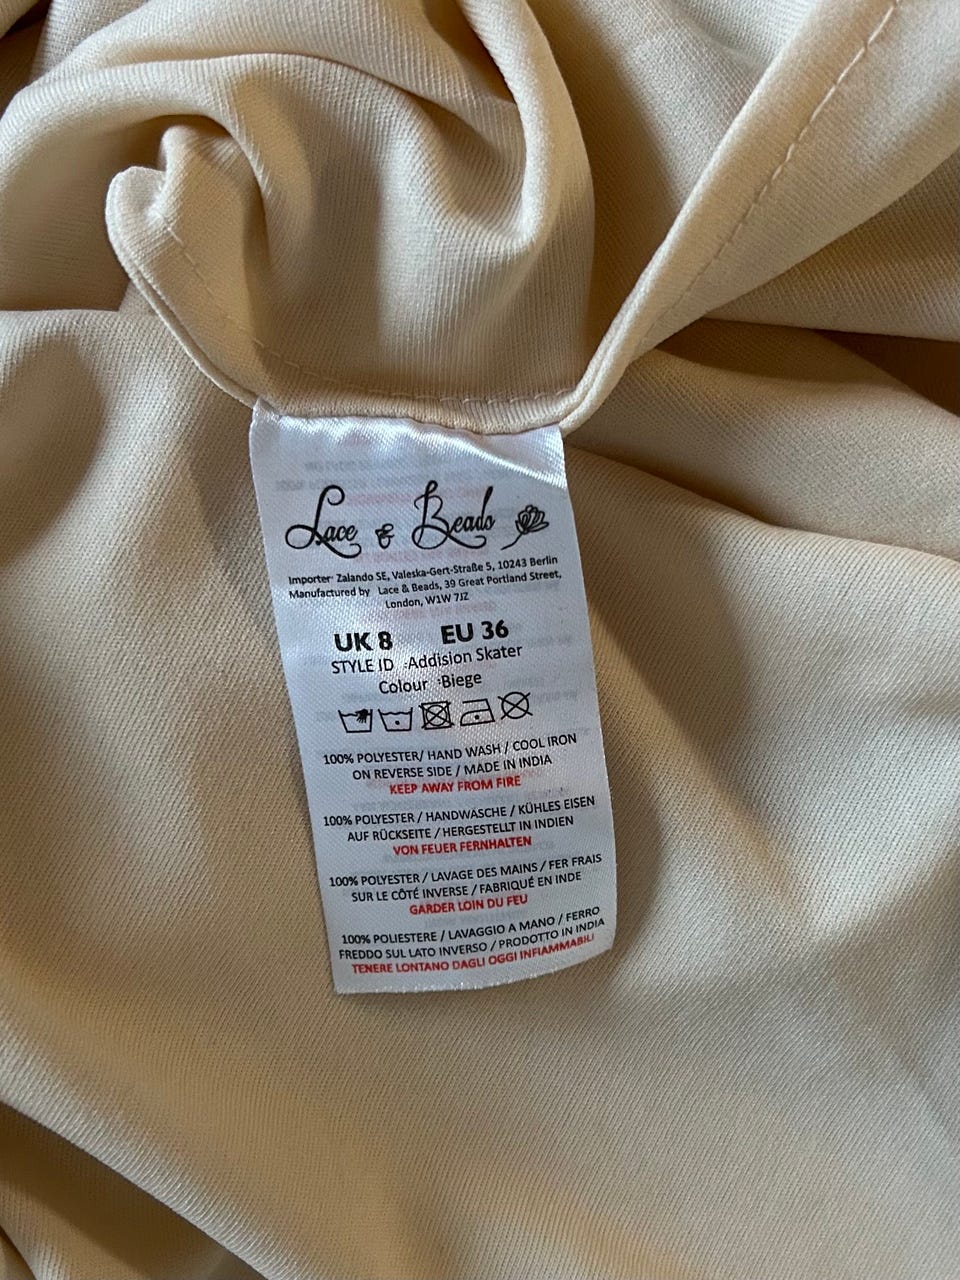 Lace & Beads
Importer: Zalando SE, Valeska-Gert-Straße 5, 10243 Berlin
Manufactured by Lace & Beads, 39 Great Portland Street,
London, W1W 7JZ
UK 8 EU 36
STYLE ID :Addision Skater
Colour :Biege
100% POLYESTER/ HAND WASH / COOL IRON
ON REVERSE SIDE / MADE IN INDIA
KEEP AWAY FROM FIRE
100% POLYESTER / HANDWÄSCHE / KÜHLES EISEN
AUF RÜCKSEITE / HERGESTELLT IN INDIEN
VON FEUER FERNHALTEN
100% POLYESTER / LAVAGE DES MAINS / FER FRAIS
SUR LE CÔTÉ INVERSE / FABRIQUÉ EN INDE
GARDER LOIN DU FEU
100% POLIESTERE / LAVAGGIO A MANO / FERRO
FREDDO SUL LATO INVERSO / PRODOTTO IN INDIA
TENERE LONTANO DAGLI OGGI INFIAMMABILI